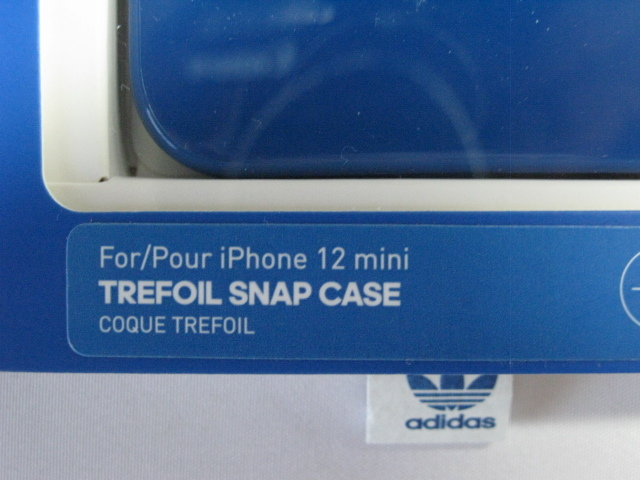 For/Pour iPhone 12 mini
TREFOIL SNAP CASE
COQUE TREFOIL
adidas